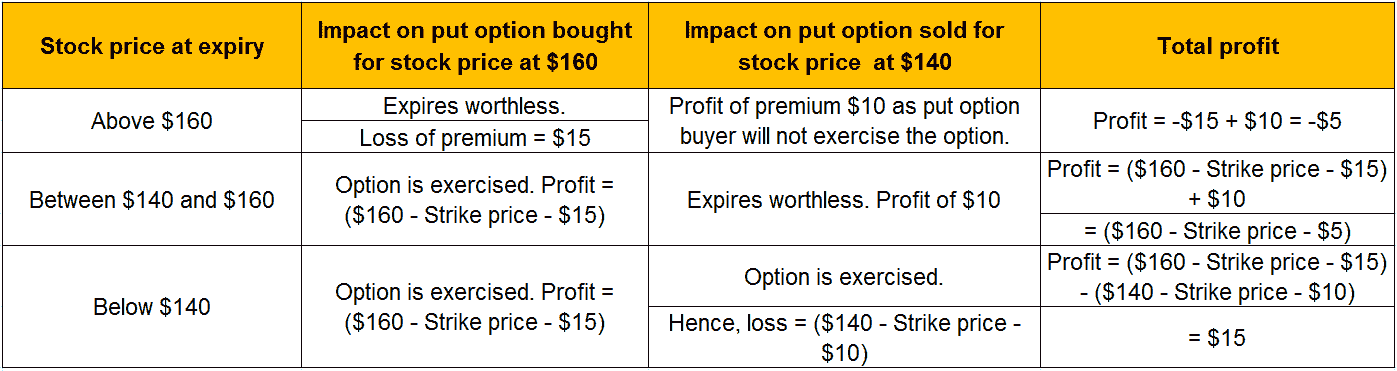 Stock price at expiry
Impact on put option bought
for stock price at $160
Impact on put option sold for
stock price at $140
Total profit
Above $160
Expires worthless.
Loss of premium = $15
Profit of premium $10 as put option
buyer will not exercise the option.
Profit = -$15 + $10 = -$5
Between $140 and $160
Option is exercised. Profit =
($160 - Strike price - $15)
Expires worthless. Profit of $10
Profit = ($160 - Strike price - $15)
+ $10
= ($160 - Strike price - $5)
Below $140
Option is exercised. Profit =
($160 - Strike price - $15)
Option is exercised.
Hence, loss = ($140 - Strike price -
$10)
Profit = ($160 - Strike price - $15)
- ($140 - Strike price - $10)
= $15